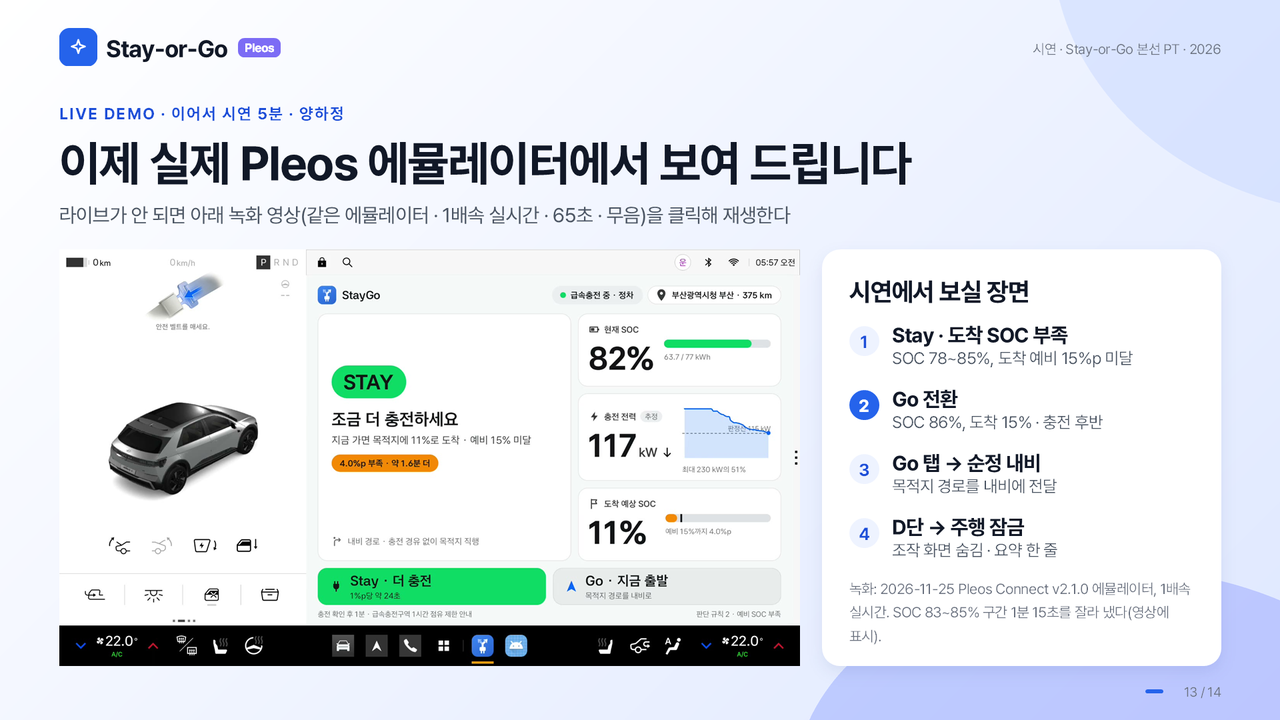 Stay-or-Go Pleos
시연 · Stay-or-Go 본선 PT · 2026
LIVE DEMO · 이어서 시연 5분 · 양하정
이제 실제 Pleos 에뮬레이터에서 보여 드립니다
라이브가 안 되면 아래 녹화 영상(같은 에뮬레이터 · 1배속 실시간 · 65초 · 무음)을 클릭해 재생한다
0km
0km/h
P R N D
--
안전 벨트를 매세요.
운
05:57 오전
StayGo
급속충전 중 · 정차
부산광역시청 부산 · 375 km
STAY
조금 더 충전하세요
지금 가면 목적지에 11%로 도착 · 예비 15% 미달
4.0%p 부족 · 약 1.6분 더
내비 경로 · 충전 경유 없이 목적지 직행
현재 SOC
82%
63.7 / 77 kWh
충전 전력 추정
117 kW ↓
판정선 115 kW
최대 230 kW의 51%
도착 예상 SOC
11%
예비 15%까지 4.0%p
Stay · 더 충전
1%p당 약 24초
Go · 지금 출발
목적지 경로를 내비로
충전 확인 후 1분 · 급속충전구역 1시간 점유 제한 안내
판단 규칙 2 · 예비 SOC 부족
22.0°
A/C
22.0°
A/C
시연에서 보실 장면
1
Stay · 도착 SOC 부족
SOC 78~85%, 도착 예비 15%p 미달
2
Go 전환
SOC 86%, 도착 15% · 충전 후반
3
Go 탭 → 순정 내비
목적지 경로를 내비에 전달
4
D단 → 주행 잠금
조작 화면 숨김 · 요약 한 줄
녹화: 2026-11-25 Pleos Connect v2.1.0 에뮬레이터, 1배속
실시간. SOC 83~85% 구간 1분 15초를 잘라 냈다(영상에
표시).
13 / 14